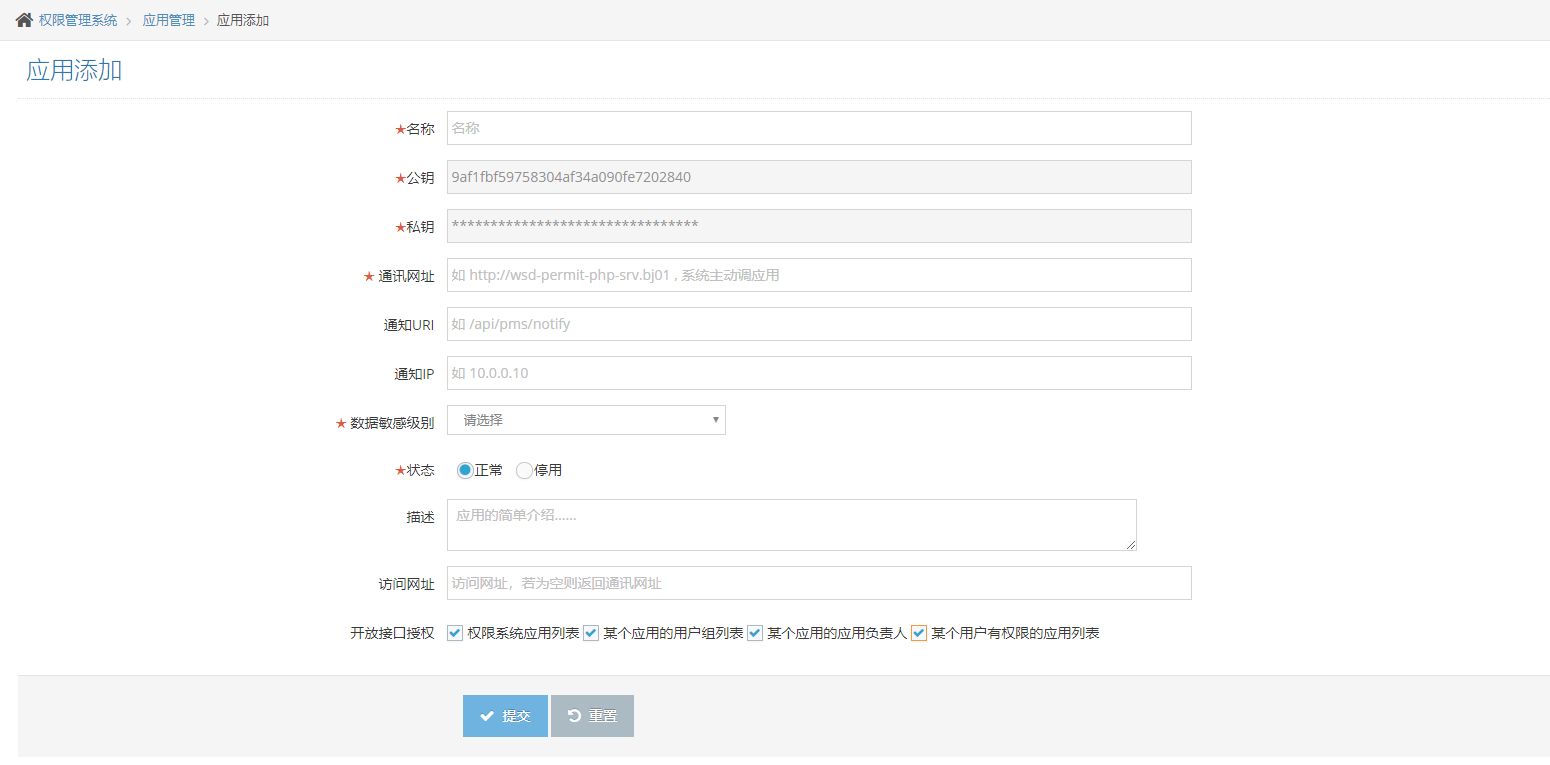 权限管理系统 > 应用管理 > 应用添加
应用添加
★名称 名称
★公钥 9af1fbf59758304af34a090fe7202840
★私钥 ********************************
★ 通讯网址 如 http://wsd-permit-php-srv.bj01 , 系统主动调应用
通知URI 如 /api/pms/notify
通知IP 如 10.0.0.10
★ 数据敏感级别 请选择
★状态 正常 停用
描述 应用的简单介绍......
访问网址 访问网址，若为空则返回通讯网址
开放接口授权 权限系统应用列表 某个应用的用户组列表 某个应用的应用负责人 某个用户有权限的应用列表
提交 重置